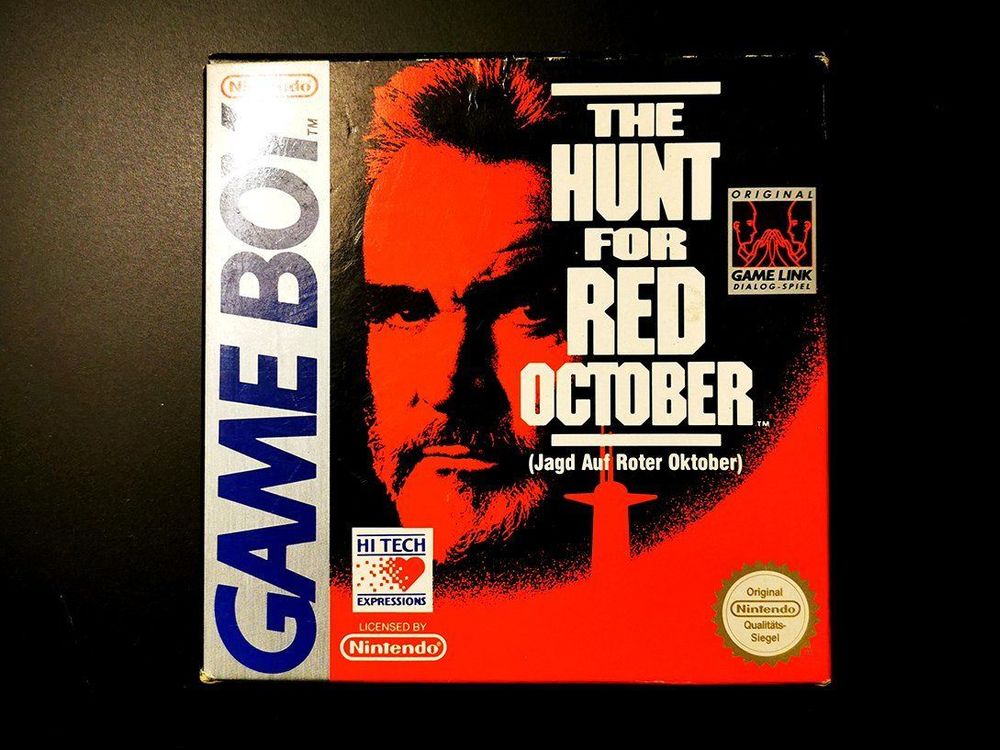 Nintendo
GAME BOY
TM
THE
HUNT
FOR
RED
OCTOBER
TM
(Jagd Auf Roter Oktober)
ORIGINAL
GAME LINK
DIALOG-SPIEL
HI TECH
EXPRESSIONS
LICENSED BY
Nintendo®
Original
Nintendo
Qualitäts-
Siegel